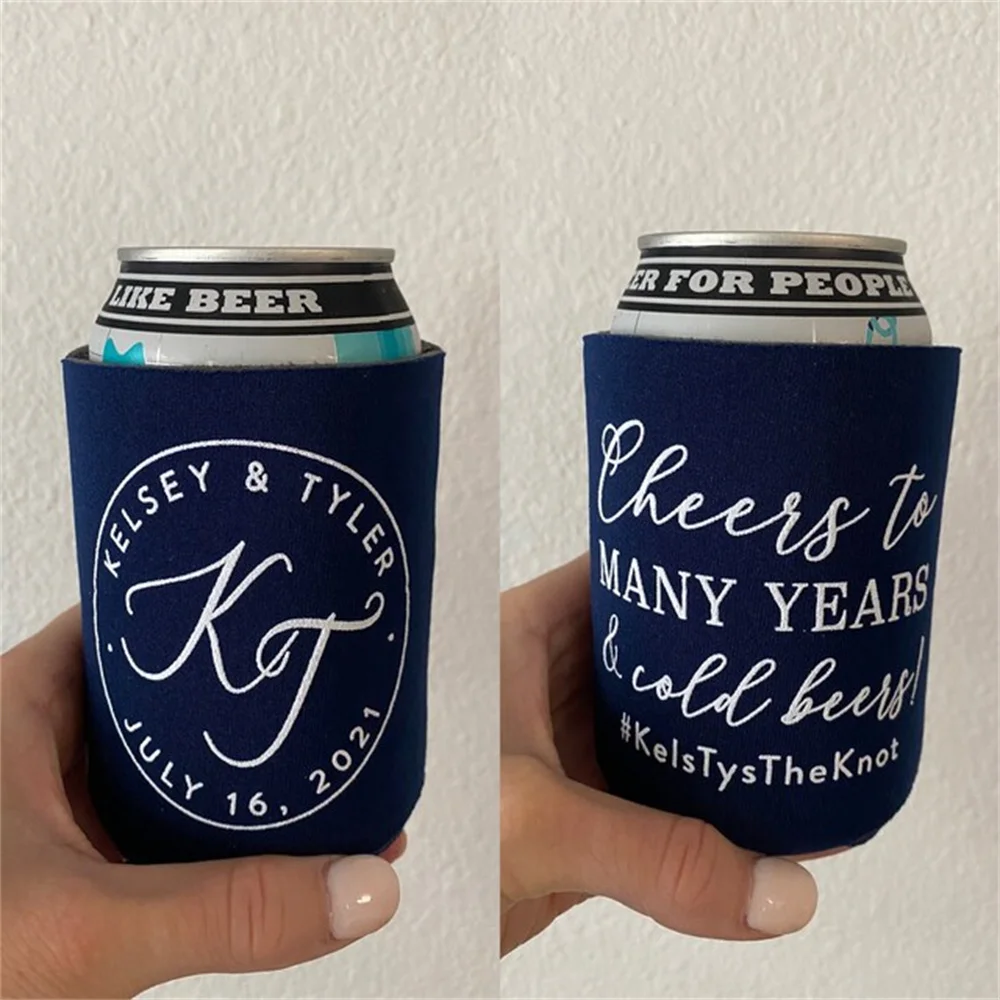 LIKE BEER
KELSEY & TYLER
KT
JULY 16, 2021
ER FOR PEOPLE
Cheers to
MANY YEARS
& cold beers!
#KelsTysTheKnot